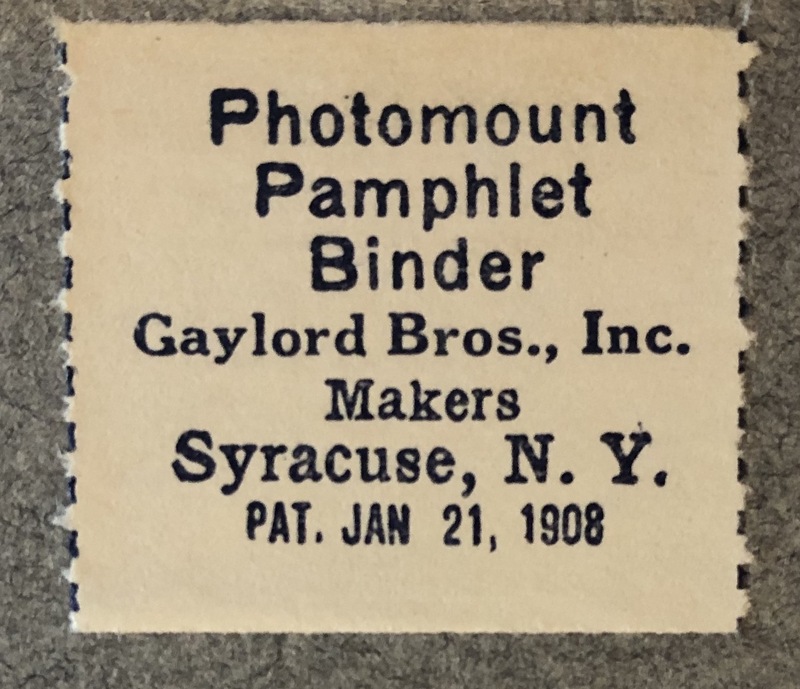 Photomount
Pamphlet
Binder
Gaylord Bros., Inc.
Makers
Syracuse, N. Y.
PAT. JAN 21, 1908